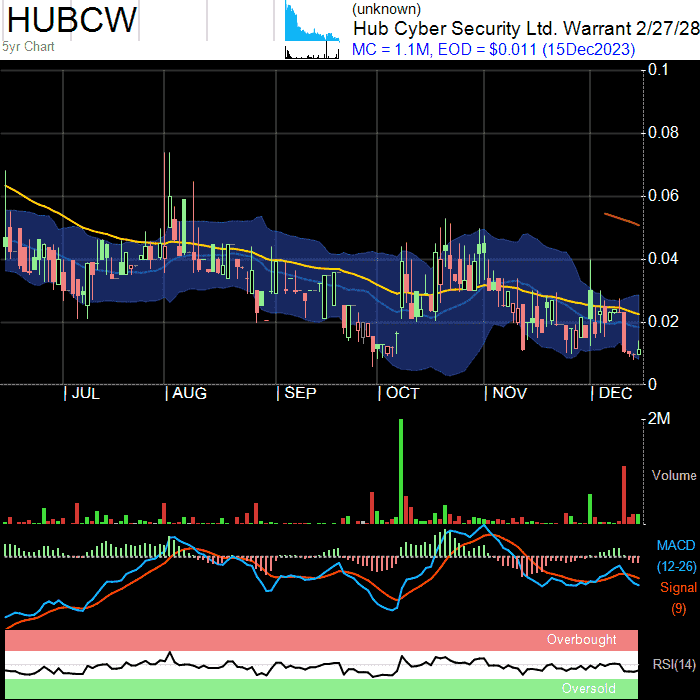 HUBCW
5yr Chart
(unknown)
Hub Cyber Security Ltd. Warrant 2/27/28
MC = 1.1M, EOD = $0.011 (15Dec2023)
0.1
0.08
0.06
0.04
0.02
0
JUL AUG SEP OCT NOV DEC
2M
Volume
MACD
(12-26)
Signal
(9)
Overbought
RSI(14)
Oversold